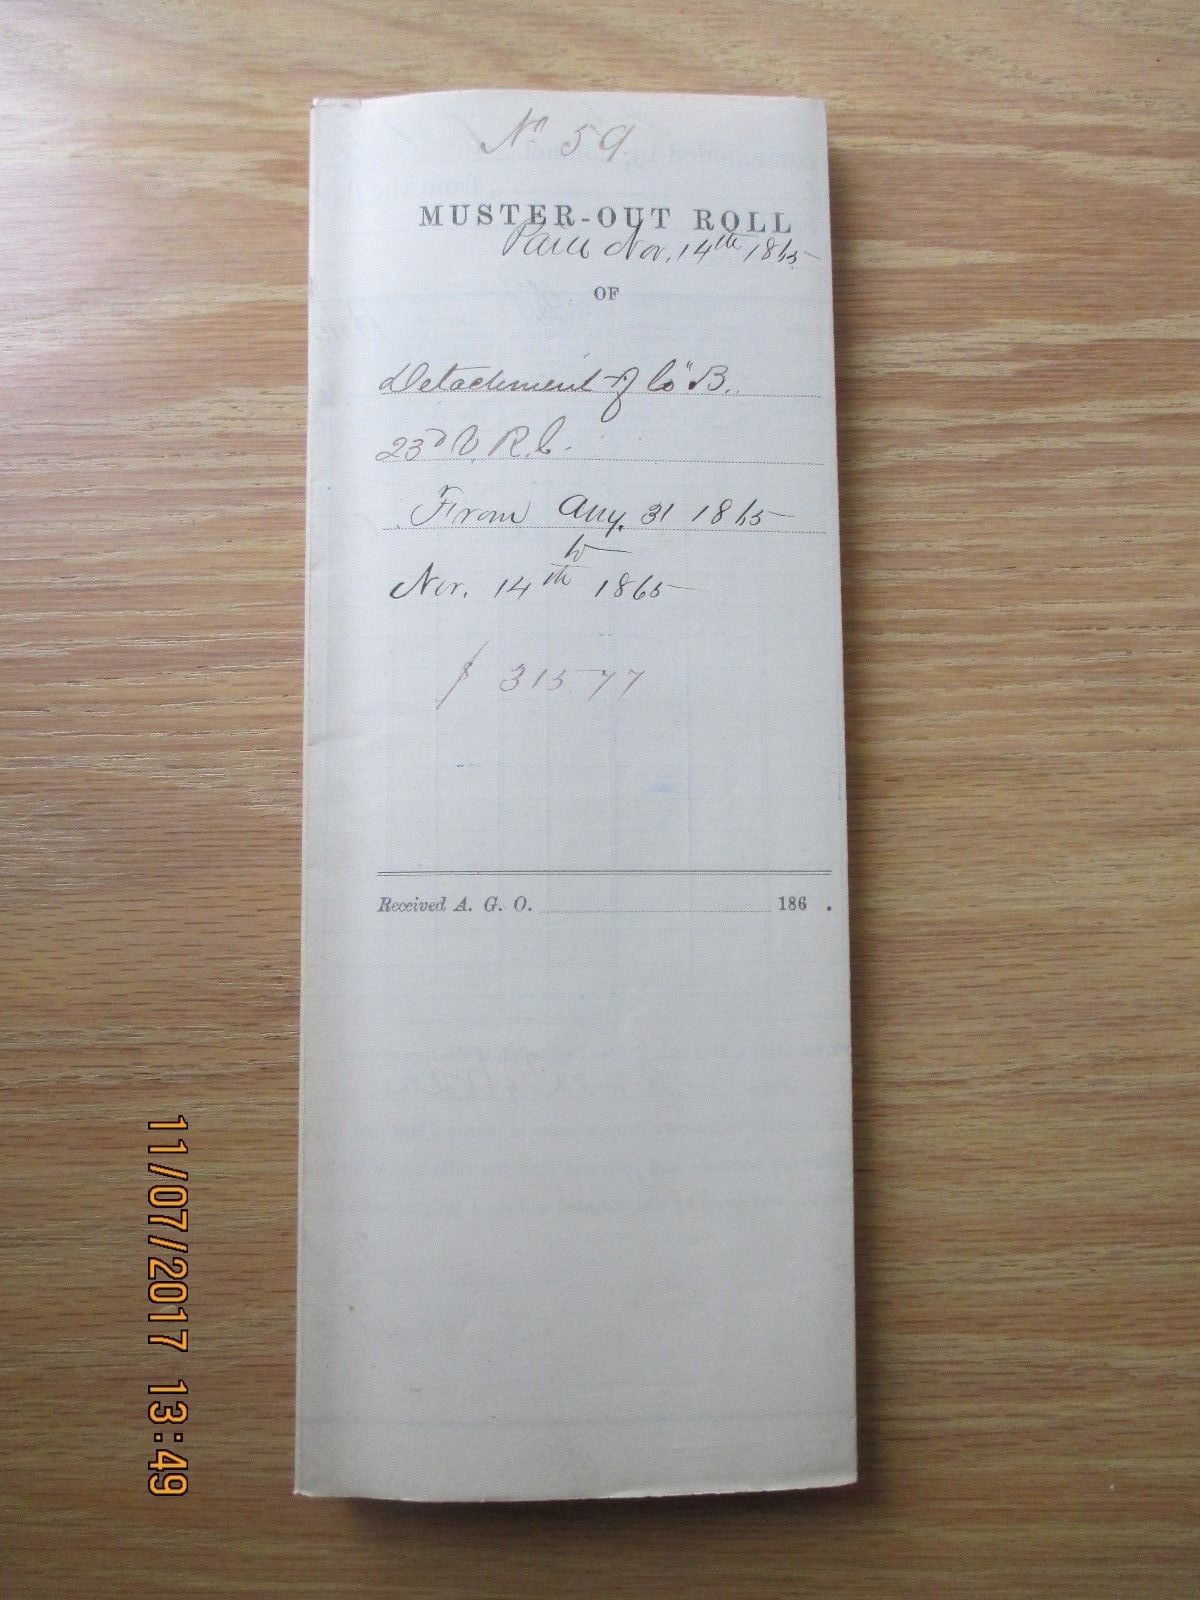 No 59
MUSTER-OUT ROLL
Paid Nov. 14th 1865
OF
Detachment of Co "B.
23d V. R. C.
From Aug. 31 1865
to
Nov. 14th 1865
$ 315.77
Received A. G. O. 186 .
11/07/2017 13:49